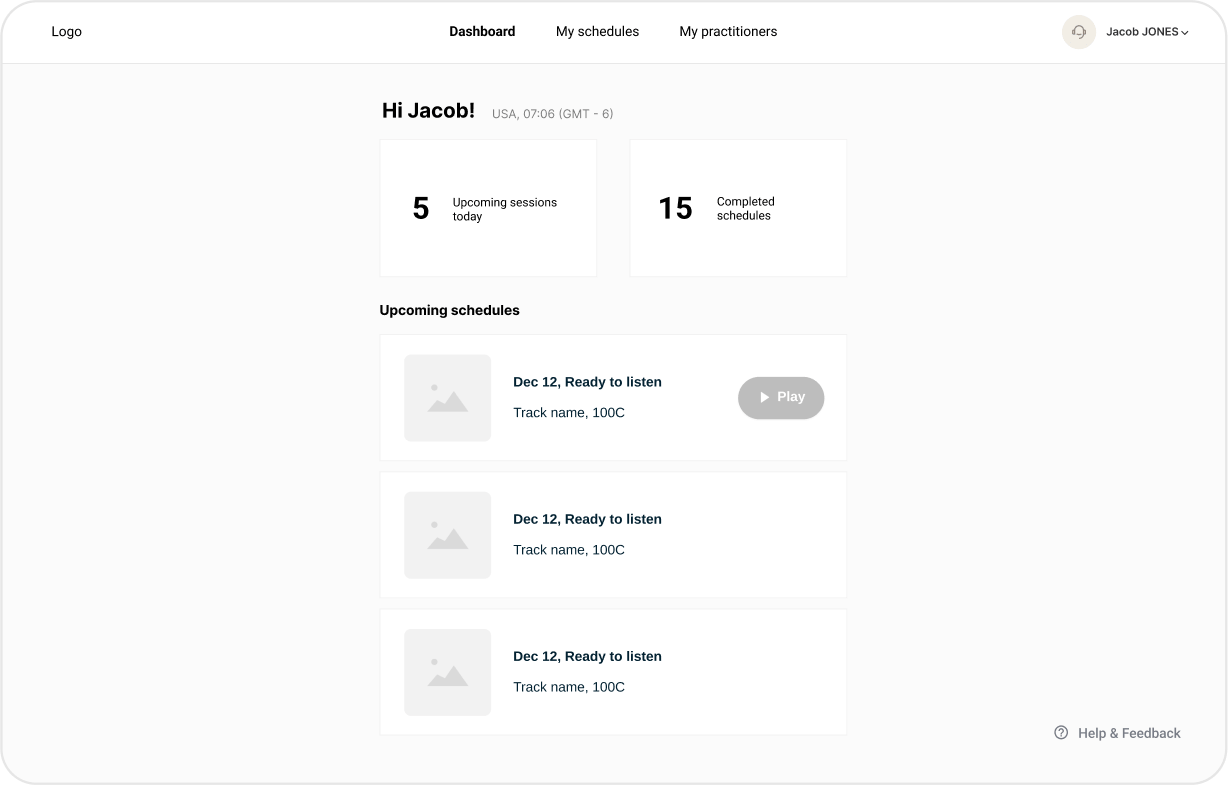 Logo
Dashboard
My schedules
My practitioners
Jacob JONES
Hi Jacob!
USA, 07:06 (GMT - 6)
5
Upcoming sessions
today
15
Completed
schedules
Upcoming schedules
Dec 12, Ready to listen
Track name, 100C
Play
Dec 12, Ready to listen
Track name, 100C
Dec 12, Ready to listen
Track name, 100C
Help & Feedback